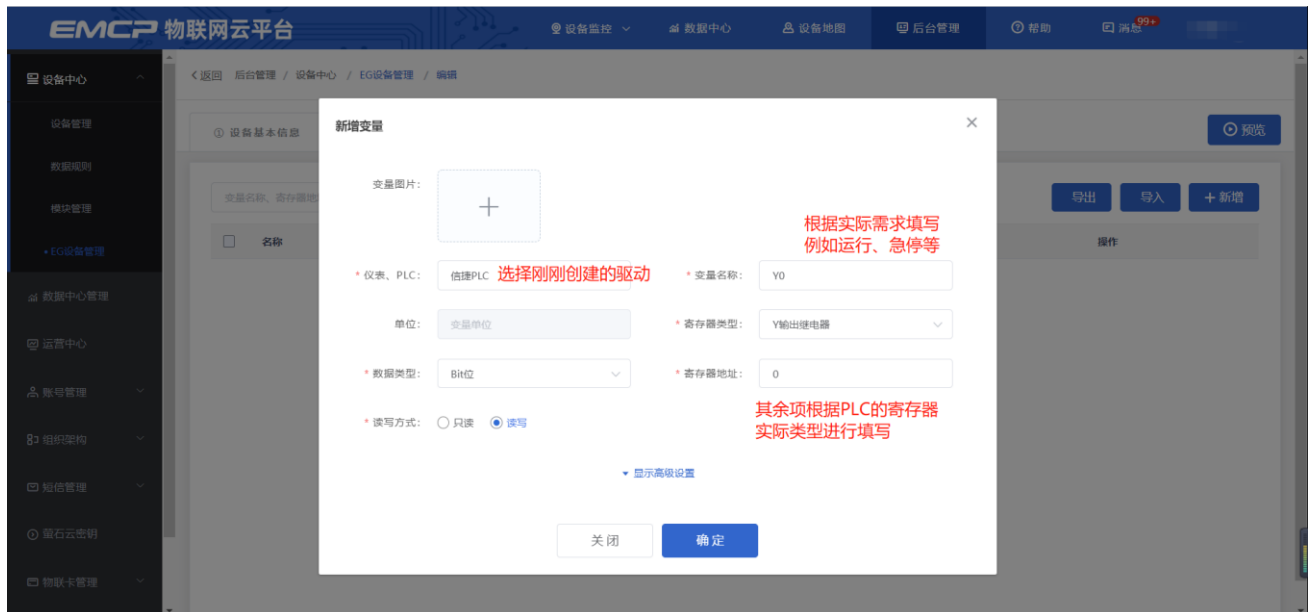 EMCP 物联网云平台
设备监控
数据中心
设备地图
后台管理
帮助
消息
99+
设备中心
设备管理
数据规则
模块管理
• EG设备管理
数据中心管理
运营中心
账号管理
组织架构
短信管理
萤石云密钥
物联卡管理
<返回 后台管理 / 设备中心 / EG设备管理 / 编辑
① 设备基本信息
预览
变量名称、寄存器地
导出
导入
+ 新增
名称
操作
新增变量
变量图片:
根据实际需求填写
例如运行、急停等
* 仪表、PLC: 信捷PLC 选择刚刚创建的驱动
* 变量名称: Y0
单位: 变量单位
* 寄存器类型: Y输出继电器
* 数据类型: Bit位
* 寄存器地址: 0
* 读写方式: 只读 读写
其余项根据PLC的寄存器
实际类型进行填写
显示高级设置
关闭
确定